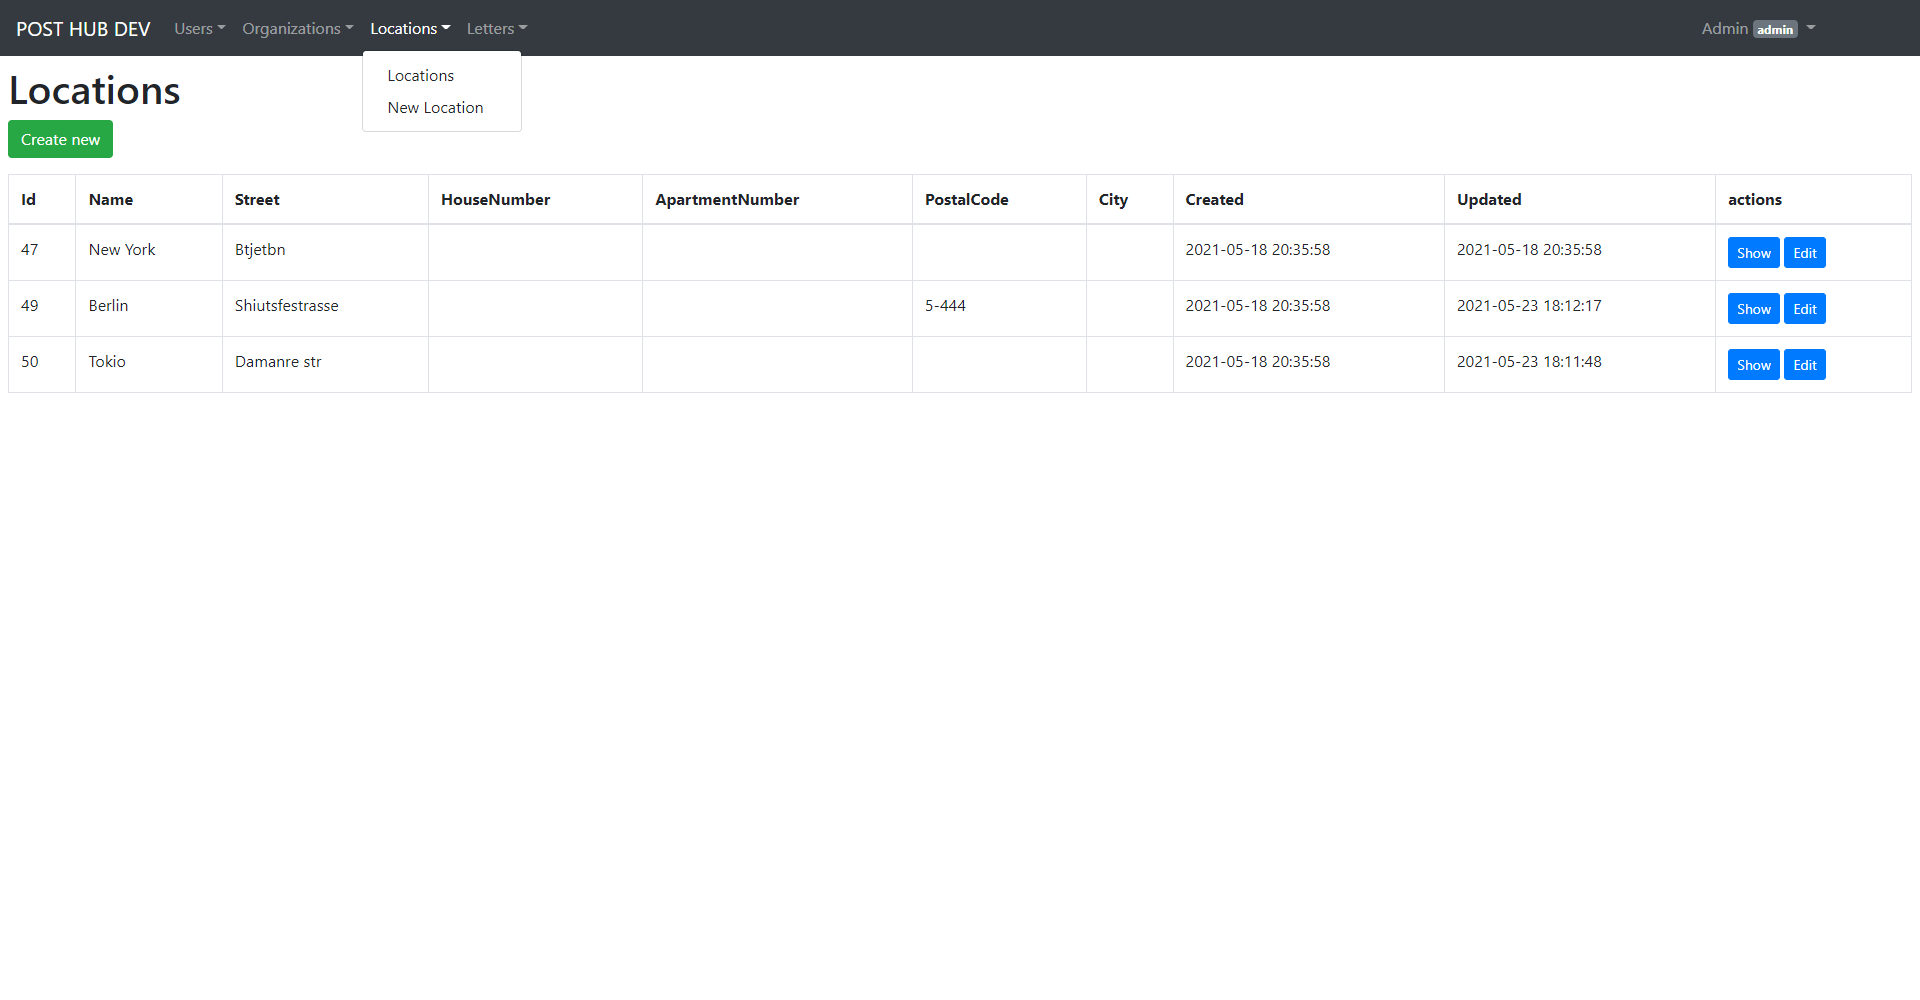 POST HUB DEV Users Organizations Locations Letters Admin admin
Locations
New Location
Locations
Create new
Id Name Street HouseNumber ApartmentNumber PostalCode City Created Updated actions
47 New York Btjetbn 2021-05-18 20:35:58 2021-05-18 20:35:58 Show Edit
49 Berlin Shiutsfestrasse 5-444 2021-05-18 20:35:58 2021-05-23 18:12:17 Show Edit
50 Tokio Damanre str 2021-05-18 20:35:58 2021-05-23 18:11:48 Show Edit